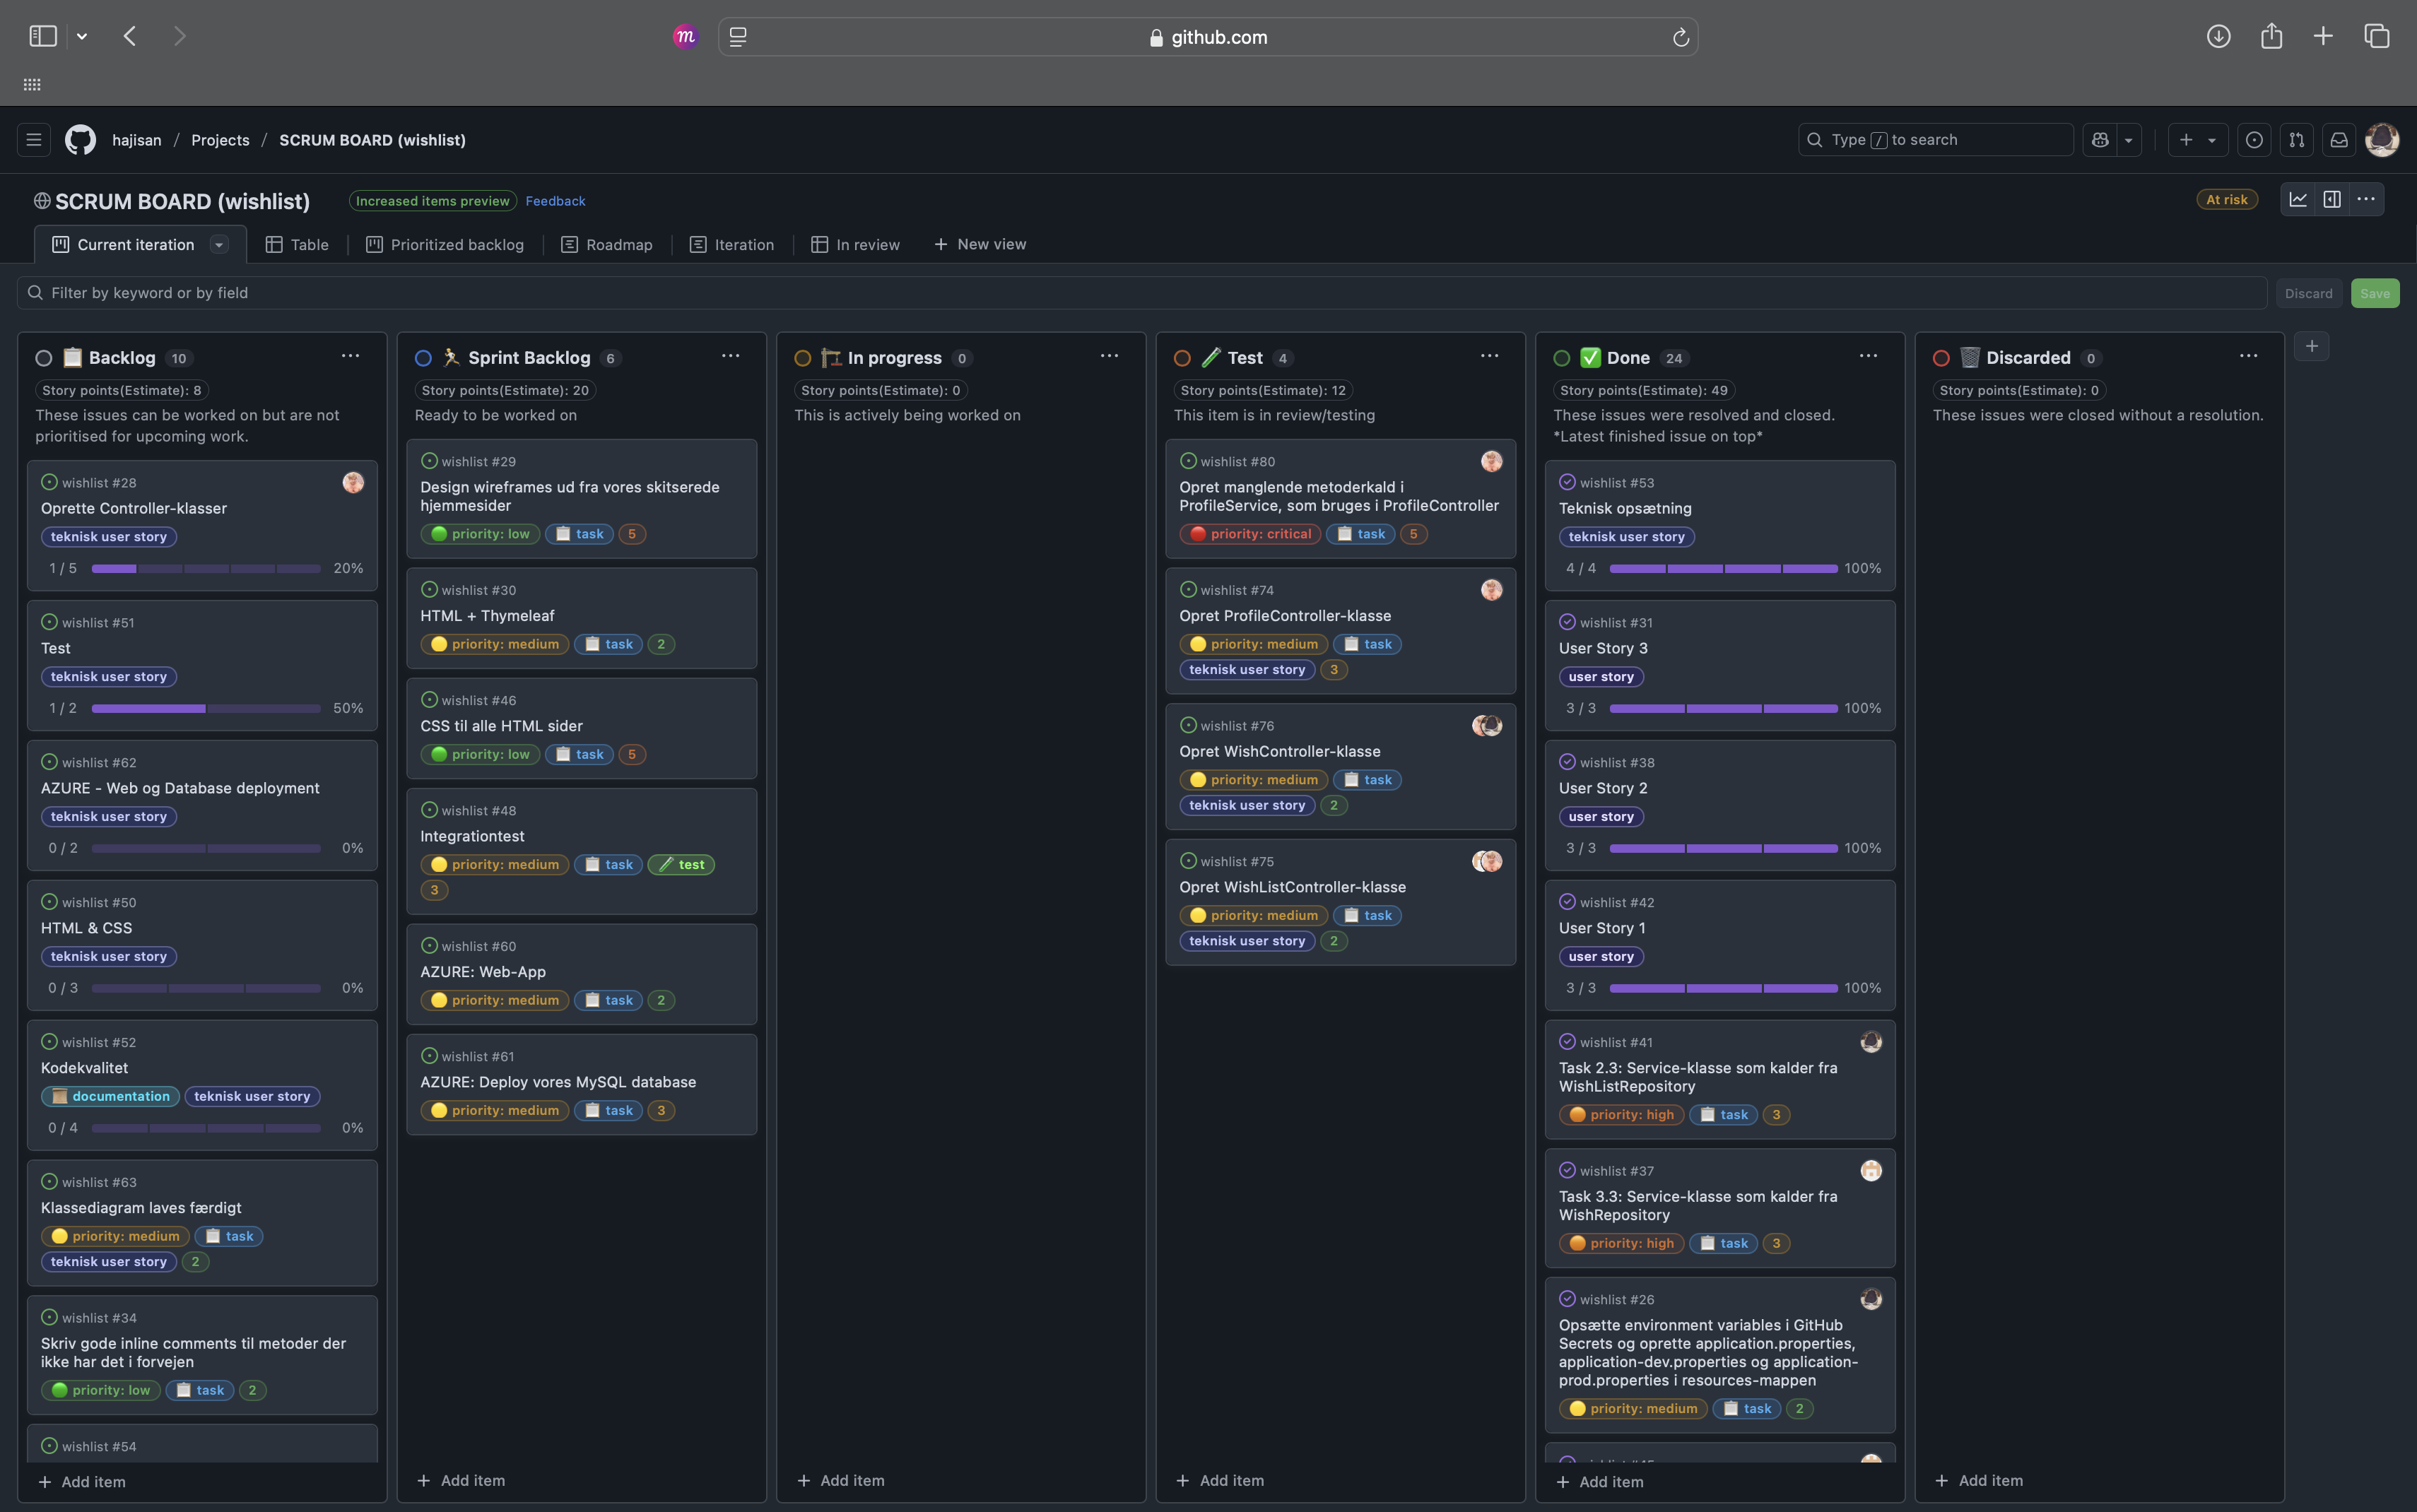 m
github.com
hajisan / Projects / SCRUM BOARD (wishlist)
Type / to search
SCRUM BOARD (wishlist)
Increased items preview
Feedback
At risk
Current iteration
Table
Prioritized backlog
Roadmap
Iteration
In review
New view
Filter by keyword or by field
Discard
Save
Backlog 10
Story points(Estimate): 8
These issues can be worked on but are not
prioritised for upcoming work.
wishlist #28
Oprette Controller-klasser
teknisk user story
1 / 5 20%
wishlist #51
Test
teknisk user story
1 / 2 50%
wishlist #62
AZURE - Web og Database deployment
teknisk user story
0 / 2 0%
wishlist #50
HTML & CSS
teknisk user story
0 / 3 0%
wishlist #52
Kodekvalitet
documentation teknisk user story
0 / 4 0%
wishlist #63
Klassediagram laves færdigt
priority: medium task
teknisk user story 2
wishlist #34
Skriv gode inline comments til metoder der
ikke har det i forvejen
priority: low task 2
wishlist #54
Add item
Sprint Backlog 6
Story points(Estimate): 20
Ready to be worked on
wishlist #29
Design wireframes ud fra vores skitserede
hjemmesider
priority: low task 5
wishlist #30
HTML + Thymeleaf
priority: medium task 2
wishlist #46
CSS til alle HTML sider
priority: low task 5
wishlist #48
Integrationtest
priority: medium task test
3
wishlist #60
AZURE: Web-App
priority: medium task 2
wishlist #61
AZURE: Deploy vores MySQL database
priority: medium task 3
Add item
In progress 0
Story points(Estimate): 0
This is actively being worked on
Add item
Test 4
Story points(Estimate): 12
This item is in review/testing
wishlist #80
Opret manglende metoderkald i
ProfileService, som bruges i ProfileController
priority: critical task 5
wishlist #74
Opret ProfileController-klasse
priority: medium task
teknisk user story 3
wishlist #76
Opret WishController-klasse
priority: medium task
teknisk user story 2
wishlist #75
Opret WishListController-klasse
priority: medium task
teknisk user story 2
Add item
Done 24
Story points(Estimate): 49
These issues were resolved and closed.
*Latest finished issue on top*
wishlist #53
Teknisk opsætning
teknisk user story
4 / 4 100%
wishlist #31
User Story 3
user story
3 / 3 100%
wishlist #38
User Story 2
user story
3 / 3 100%
wishlist #42
User Story 1
user story
3 / 3 100%
wishlist #41
Task 2.3: Service-klasse som kalder fra
WishListRepository
priority: high task 3
wishlist #37
Task 3.3: Service-klasse som kalder fra
WishRepository
priority: high task 3
wishlist #26
Opsætte environment variables i GitHub
Secrets og oprette application.properties,
application-dev.properties og application-
prod.properties i resources-mappen
priority: medium task 2
Add item
Discarded 0
Story points(Estimate): 0
These issues were closed without a resolution.
Add item